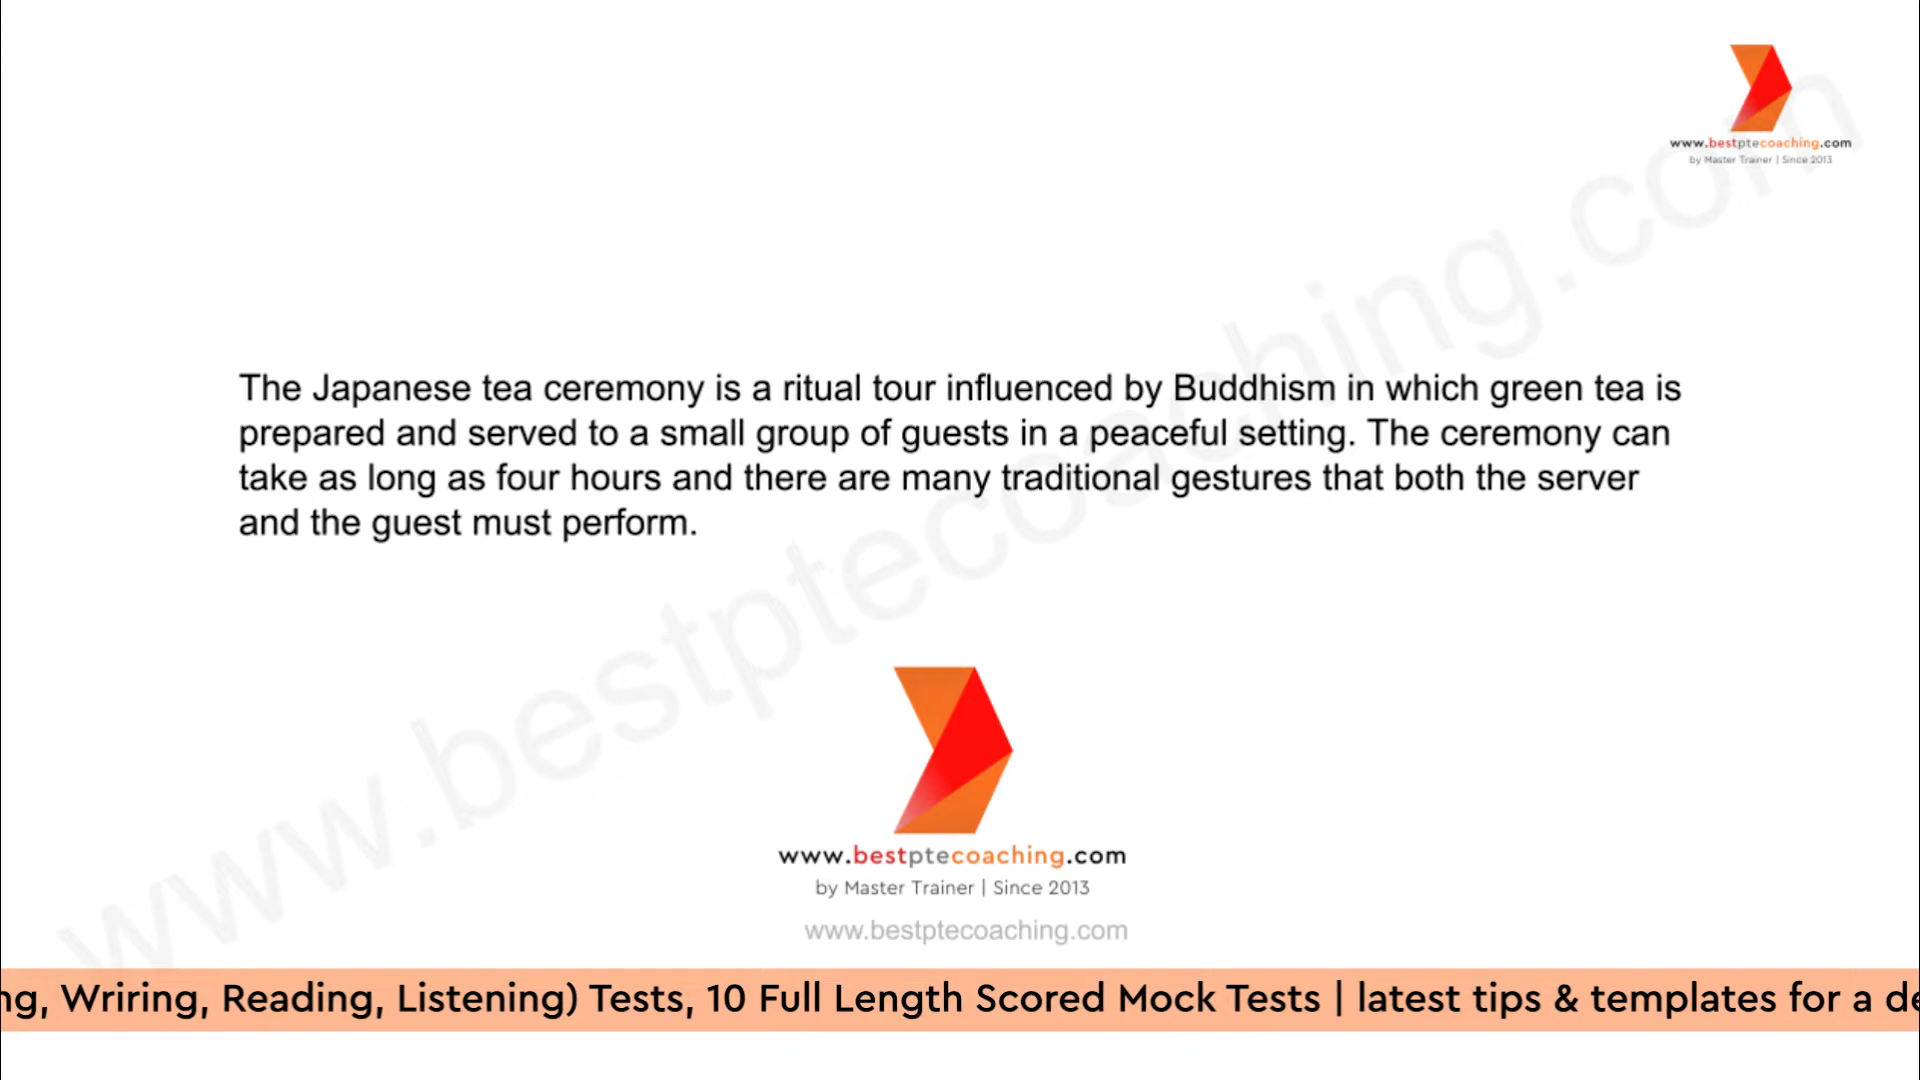 www.bestptecoaching.com
by Master Trainer | Since 2013
The Japanese tea ceremony is a ritual tour influenced by Buddhism in which green tea is
prepared and served to a small group of guests in a peaceful setting. The ceremony can
take as long as four hours and there are many traditional gestures that both the server
and the guest must perform.
www.bestptecoaching.com
www.bestptecoaching.com
by Master Trainer | Since 2013
www.bestptecoaching.com
ng, Wriring, Reading, Listening) Tests, 10 Full Length Scored Mock Tests | latest tips & templates for a de